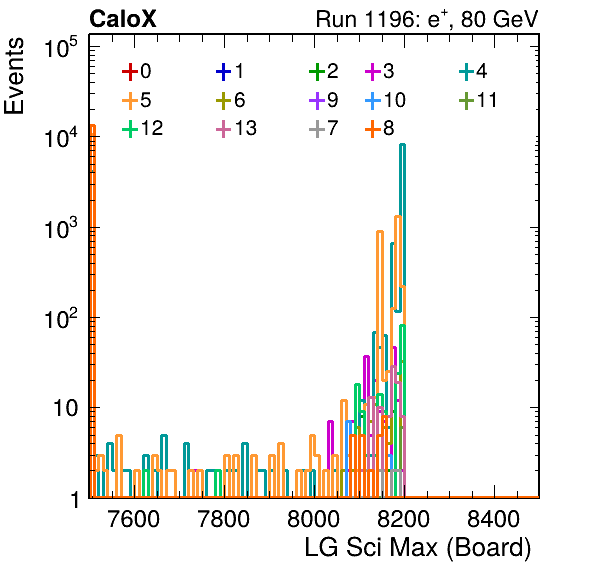 CaloX Run 1196: e⁺, 80 GeV
Events
10⁵
0 1 2 3 4
5 6 9 10 11
12 13 7 8
10⁴
10³
10²
10
1
7600 7800 8000 8200 8400
LG Sci Max (Board)